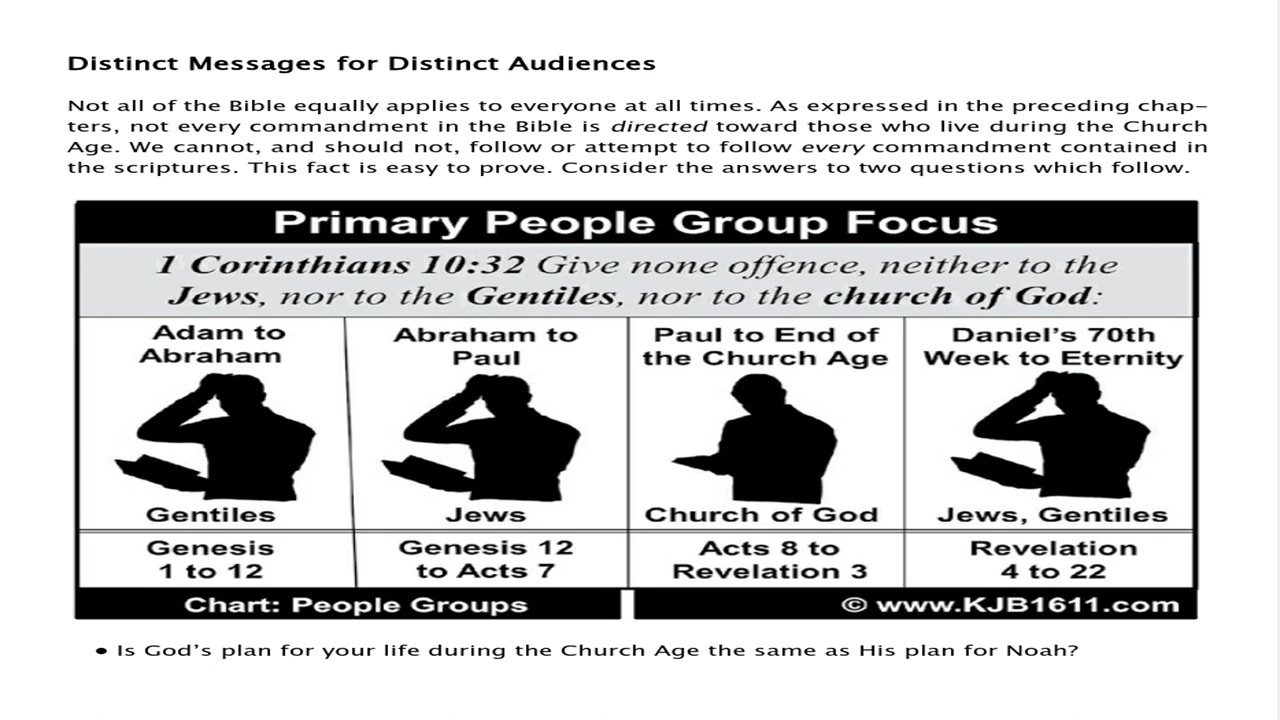 Distinct Messages for Distinct Audiences
Not all of the Bible equally applies to everyone at all times. As expressed in the preceding chap-
ters, not every commandment in the Bible is directed toward those who live during the Church
Age. We cannot, and should not, follow or attempt to follow every commandment contained in
the scriptures. This fact is easy to prove. Consider the answers to two questions which follow.
Primary People Group Focus
1 Corinthians 10:32 Give none offence, neither to the
Jews, nor to the Gentiles, nor to the church of God:
Adam to
Abraham
Gentiles
Genesis
1 to 12
Abraham to
Paul
Jews
Genesis 12
to Acts 7
Paul to End of
the Church Age
Church of God
Acts 8 to
Revelation 3
Daniel's 70th
Week to Eternity
Jews, Gentiles
Revelation
4 to 22
Chart: People Groups
© www.KJB1611.com
• Is God's plan for your life during the Church Age the same as His plan for Noah?